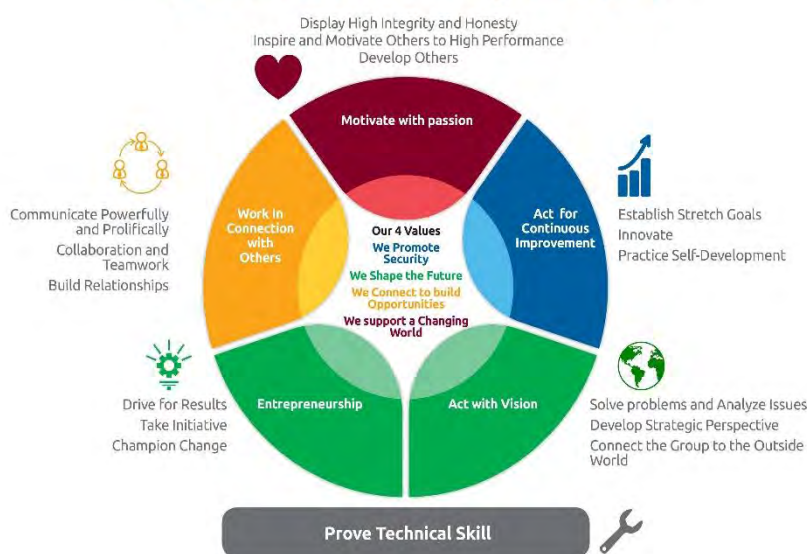 Display High Integrity and Honesty
Inspire and Motivate Others to High Performance
Develop Others
Motivate with passion
Communicate Powerfully
and Prolifically
Collaboration and
Teamwork
Build Relationships
Work In
Connection
with
Others
Our 4 Values
We Promote
Security
We Shape the Future
We Connect to build
Opportunities
We support a Changing
World
Act for
Continuous
Improvement
Establish Stretch Goals
Innovate
Practice Self-Development
Drive for Results
Take Initiative
Champion Change
Entrepreneurship
Act with Vision
Solve problems and Analyze Issues
Develop Strategic Perspective
Connect the Group to the Outside
World
Prove Technical Skill